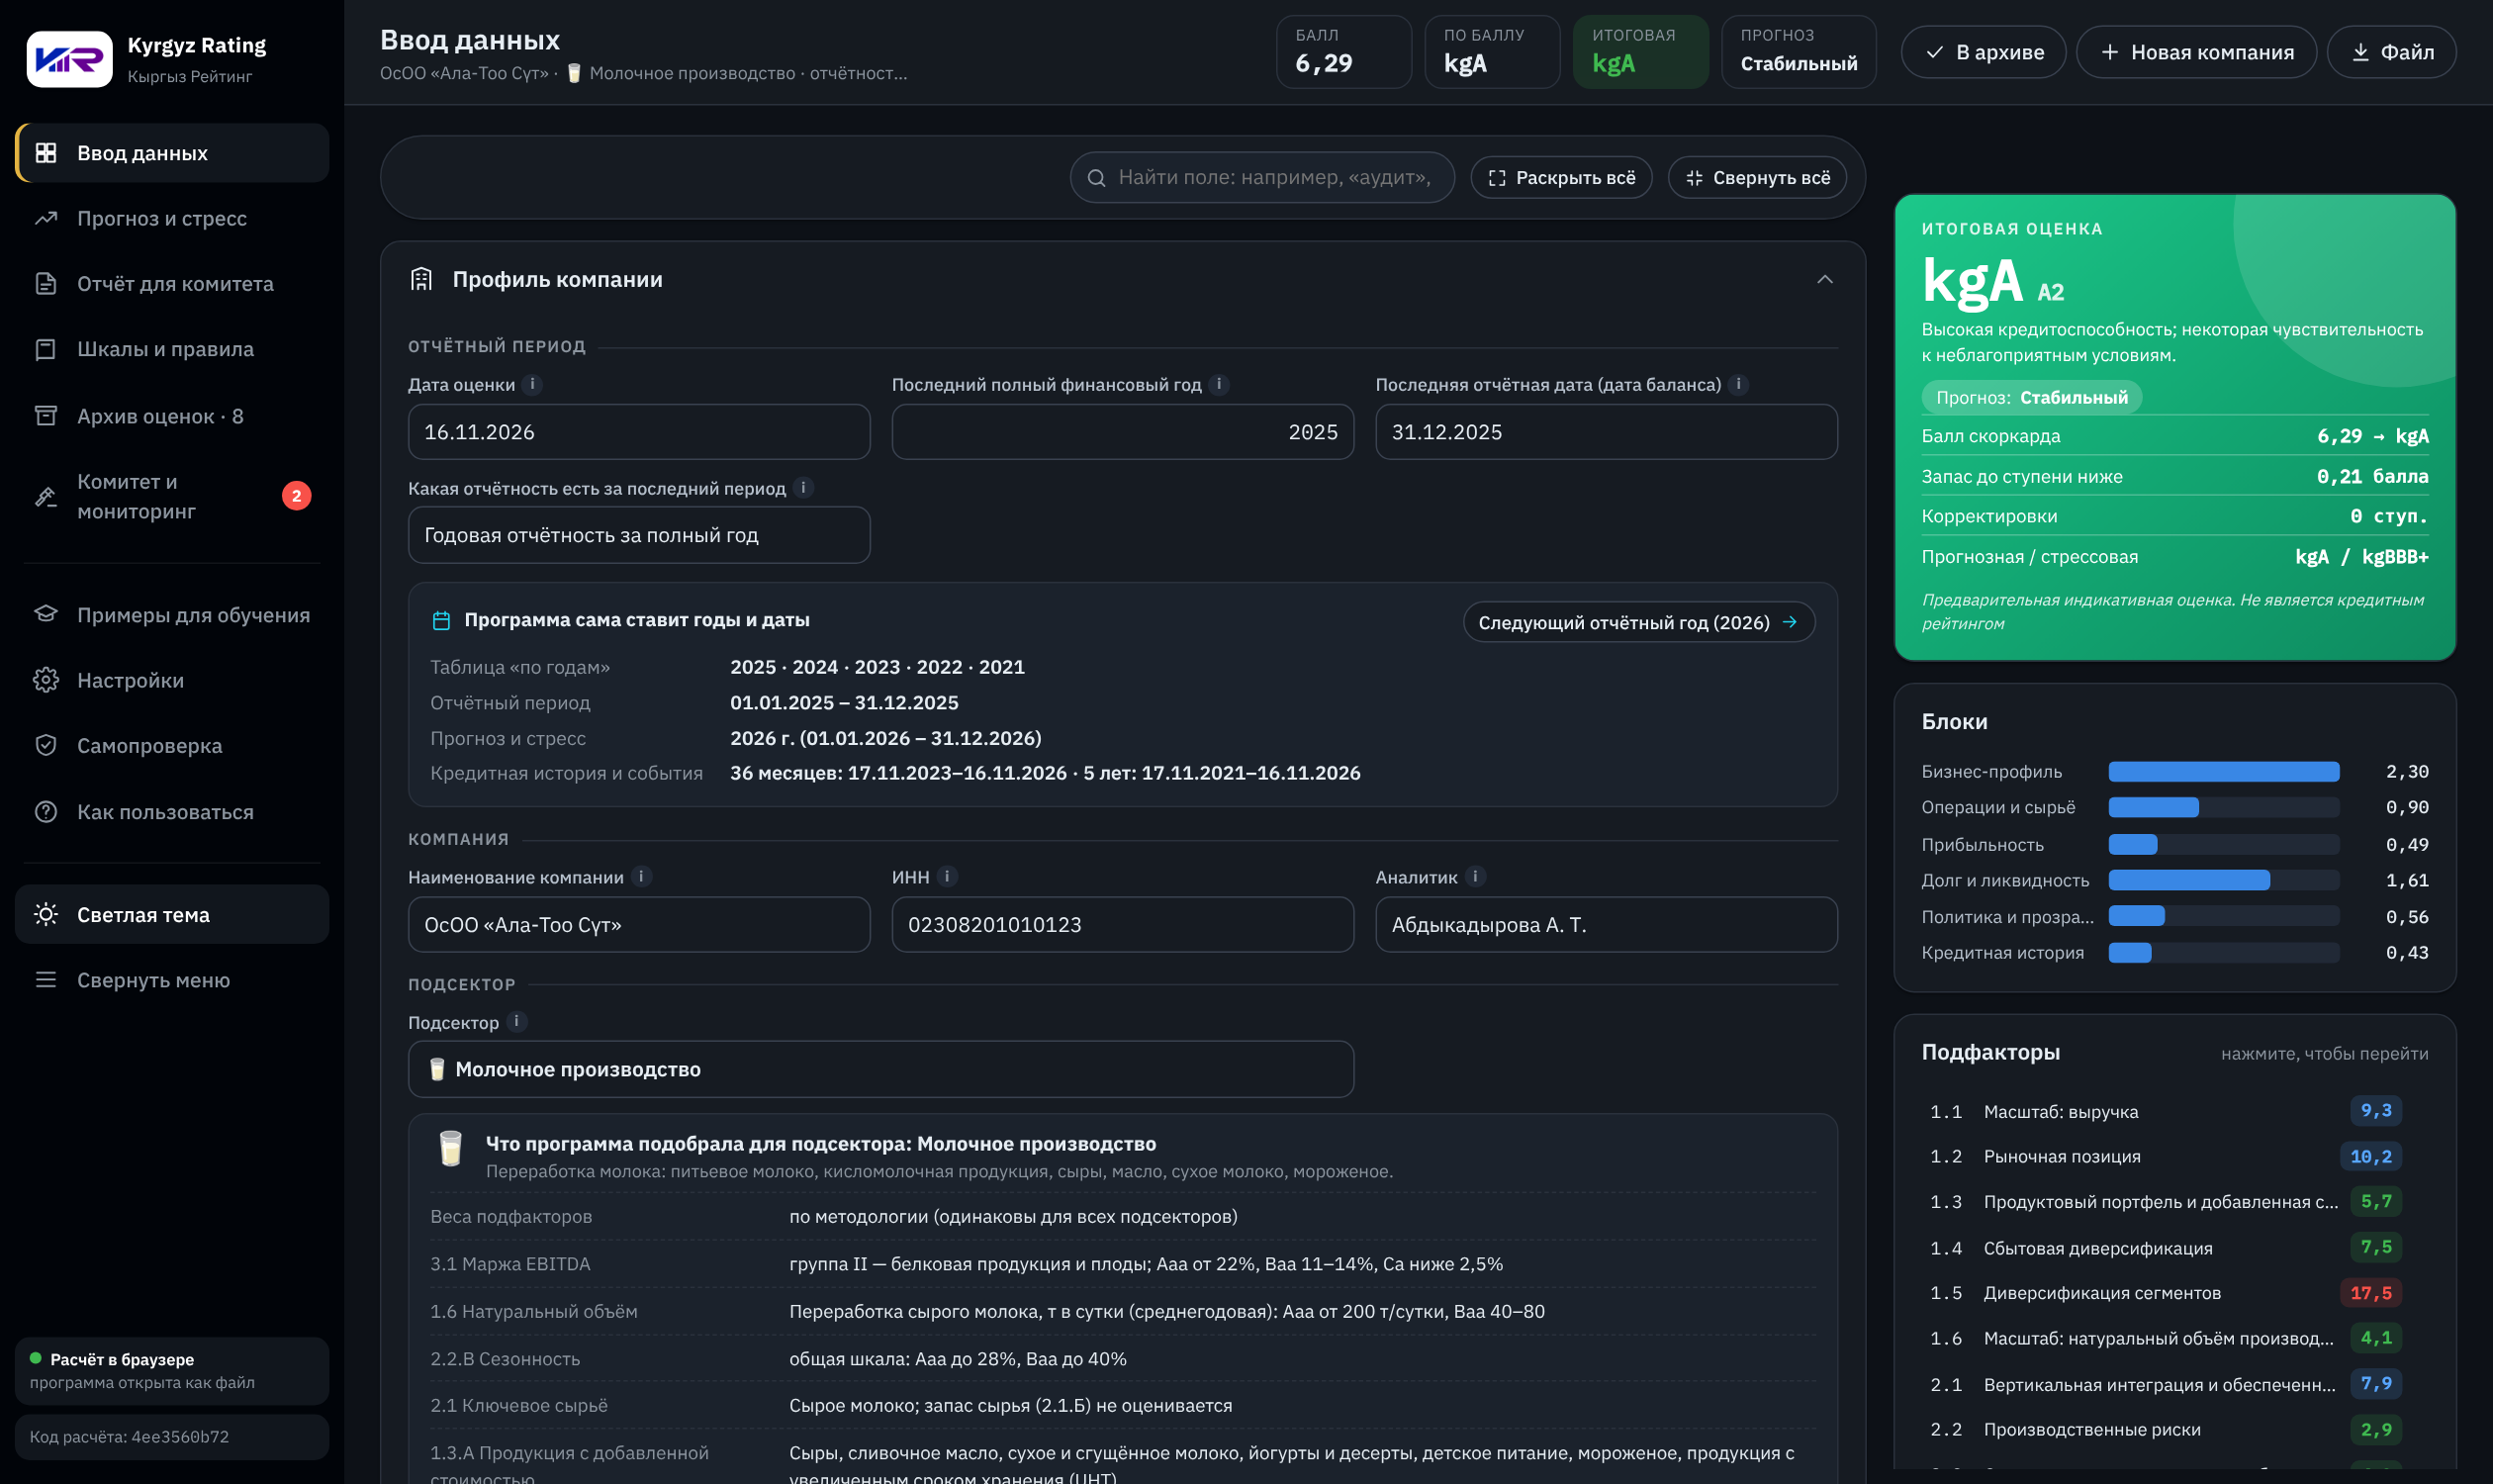 Kyrgyz Rating
Кыргыз Рейтинг
Ввод данных
Прогноз и стресс
Отчёт для комитета
Шкалы и правила
Архив оценок · 8
Комитет и
мониторинг
2
Примеры для обучения
Настройки
Самопроверка
Как пользоваться
Светлая тема
Свернуть меню
Расчёт в браузере
программа открыта как файл
Код расчёта: 4ee3560b72
Ввод данных
ОсОО «Ала-Тоо Сүт» · 🥛 Молочное производство · отчётност...
БАЛЛ
6,29
ПО БАЛЛУ
kgA
ИТОГОВАЯ
kgA
ПРОГНОЗ
Стабильный
В архиве
Новая компания
Файл
Найти поле: например, «аудит»,
Раскрыть всё
Свернуть всё
Профиль компании
ОТЧЁТНЫЙ ПЕРИОД
Дата оценки i
Последний полный финансовый год i
Последняя отчётная дата (дата баланса) i
16.11.2026
2025
31.12.2025
Какая отчётность есть за последний период i
Годовая отчётность за полный год
Программа сама ставит годы и даты
Следующий отчётный год (2026) →
Таблица «по годам» 2025 · 2024 · 2023 · 2022 · 2021
Отчётный период 01.01.2025 – 31.12.2025
Прогноз и стресс 2026 г. (01.01.2026 – 31.12.2026)
Кредитная история и события 36 месяцев: 17.11.2023–16.11.2026 · 5 лет: 17.11.2021–16.11.2026
КОМПАНИЯ
Наименование компании i
ИНН i
Аналитик i
ОсОО «Ала-Тоо Сүт»
02308201010123
Абдыкадырова А. Т.
ПОДСЕКТОР
Подсектор i
🥛 Молочное производство
Что программа подобрала для подсектора: Молочное производство
Переработка молока: питьевое молоко, кисломолочная продукция, сыры, масло, сухое молоко, мороженое.
Веса подфакторов по методологии (одинаковы для всех подсекторов)
3.1 Маржа EBITDA группа II — белковая продукция и плоды; Aaa от 22%, Baa 11–14%, Ca ниже 2,5%
1.6 Натуральный объём Переработка сырого молока, т в сутки (среднегодовая): Aaa от 200 т/сутки, Baa 40–80
2.2.В Сезонность общая шкала: Aaa до 28%, Baa до 40%
2.1 Ключевое сырьё Сырое молоко; запас сырья (2.1.Б) не оценивается
1.3.А Продукция с добавленной Сыры, сливочное масло, сухое и сгущённое молоко, йогурты и десерты, детское питание, мороженое, продукция с
стоимостью увеличенным сроком хранения (UHT)
ИТОГОВАЯ ОЦЕНКА
kgA A2
Высокая кредитоспособность; некоторая чувствительность
к неблагоприятным условиям.
Прогноз: Стабильный
Балл скоркарда 6,29 → kgA
Запас до ступени ниже 0,21 балла
Корректировки 0 ступ.
Прогнозная / стрессовая kgA / kgBBB+
Предварительная индикативная оценка. Не является кредитным
рейтингом
Блоки
Бизнес-профиль 2,30
Операции и сырьё 0,90
Прибыльность 0,49
Долг и ликвидность 1,61
Политика и прозра... 0,56
Кредитная история 0,43
Подфакторы нажмите, чтобы перейти
1.1 Масштаб: выручка 9,3
1.2 Рыночная позиция 10,2
1.3 Продуктовый портфель и добавленная с... 5,7
1.4 Сбытовая диверсификация 7,5
1.5 Диверсификация сегментов 17,5
1.6 Масштаб: натуральный объём производ... 4,1
2.1 Вертикальная интеграция и обеспеченн... 7,9
2.2 Производственные риски 2,9